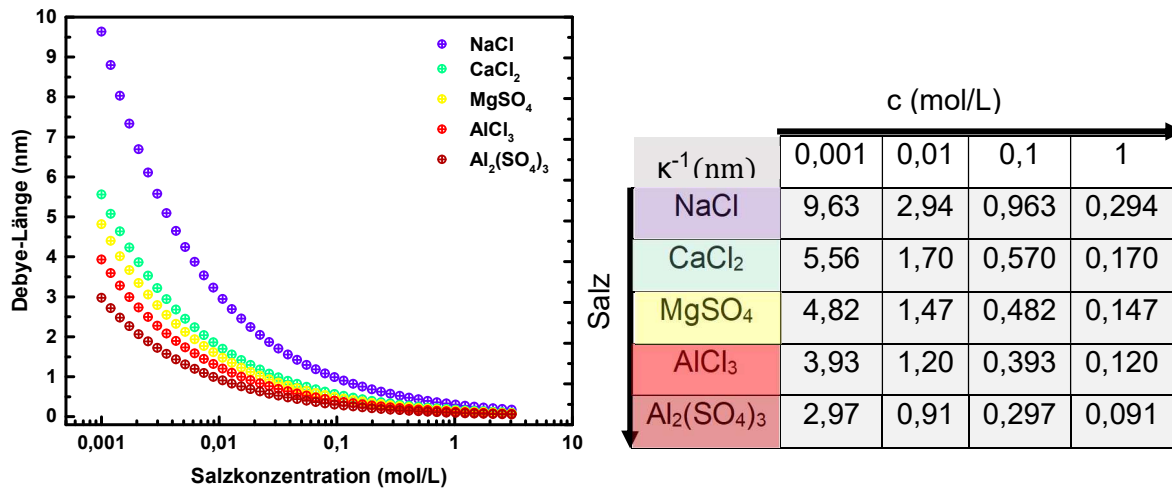 10
9
8
7
6
5
4
3
2
1
0
Debye-Länge (nm)
NaCl
CaCl2
MgSO4
AlCl3
Al2(SO4)3
0,001 0,01 0,1 1 10
Salzkonzentration (mol/L)
c (mol/L)
Salz
κ-1(nm) 0,001 0,01 0,1 1
NaCl 9,63 2,94 0,963 0,294
CaCl2 5,56 1,70 0,570 0,170
MgSO4 4,82 1,47 0,482 0,147
AlCl3 3,93 1,20 0,393 0,120
Al2(SO4)3 2,97 0,91 0,297 0,091